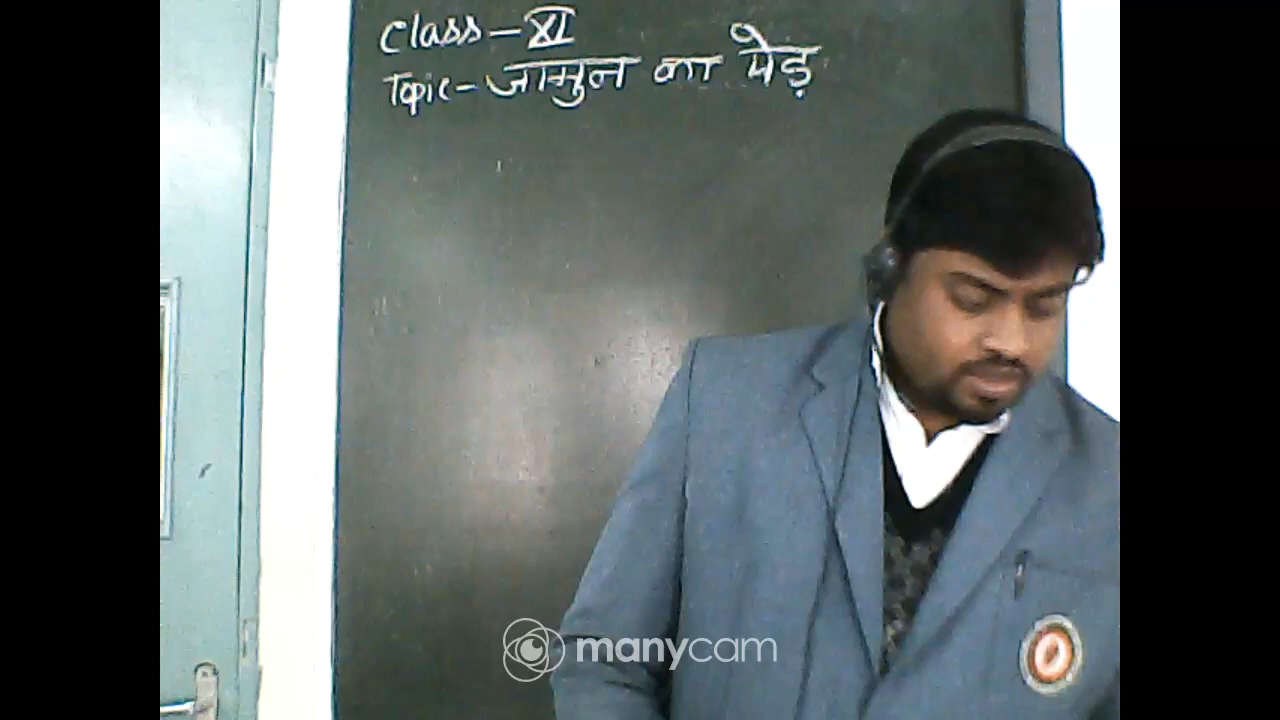 Class - XI
Topic - जामुन का पेड़
manycam